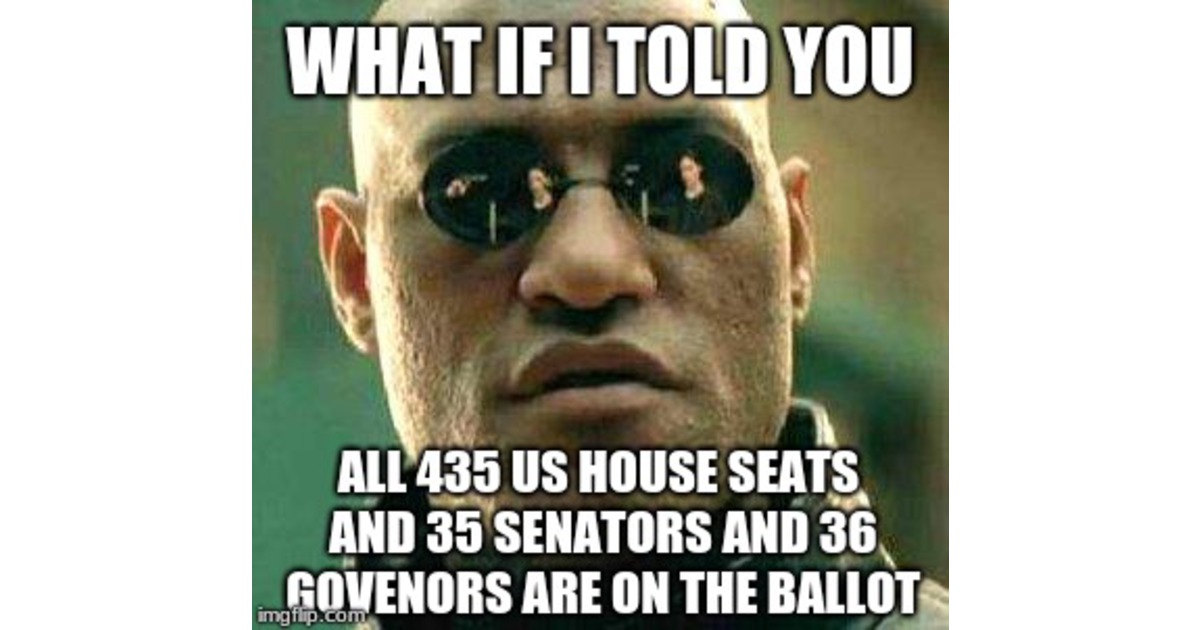 WHAT IF I TOLD YOU
ALL 435 US HOUSE SEATS
AND 35 SENATORS AND 36
GOVENORS ARE ON THE BALLOT
imgflip.com